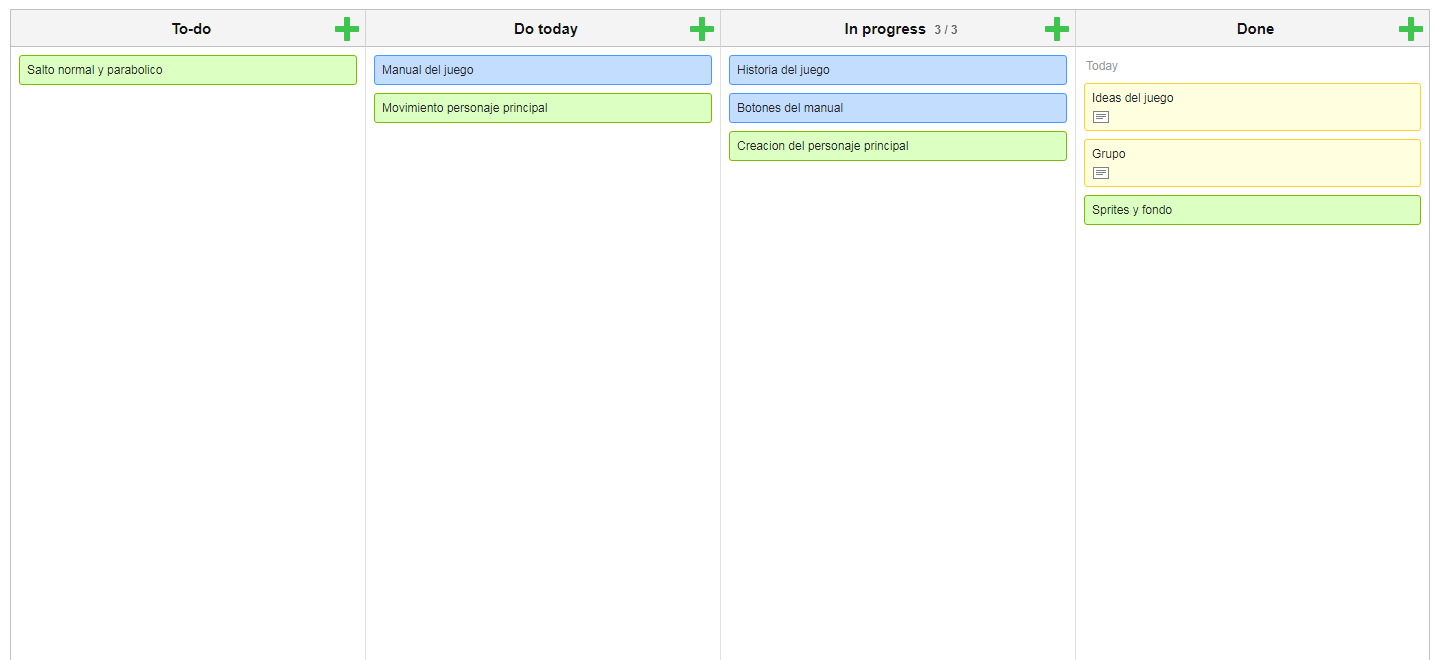 To-do
Salto normal y parabolico
Do today
Manual del juego
Movimiento personaje principal
In progress 3 / 3
Historia del juego
Botones del manual
Creacion del personaje principal
Done
Today
Ideas del juego
Grupo
Sprites y fondo